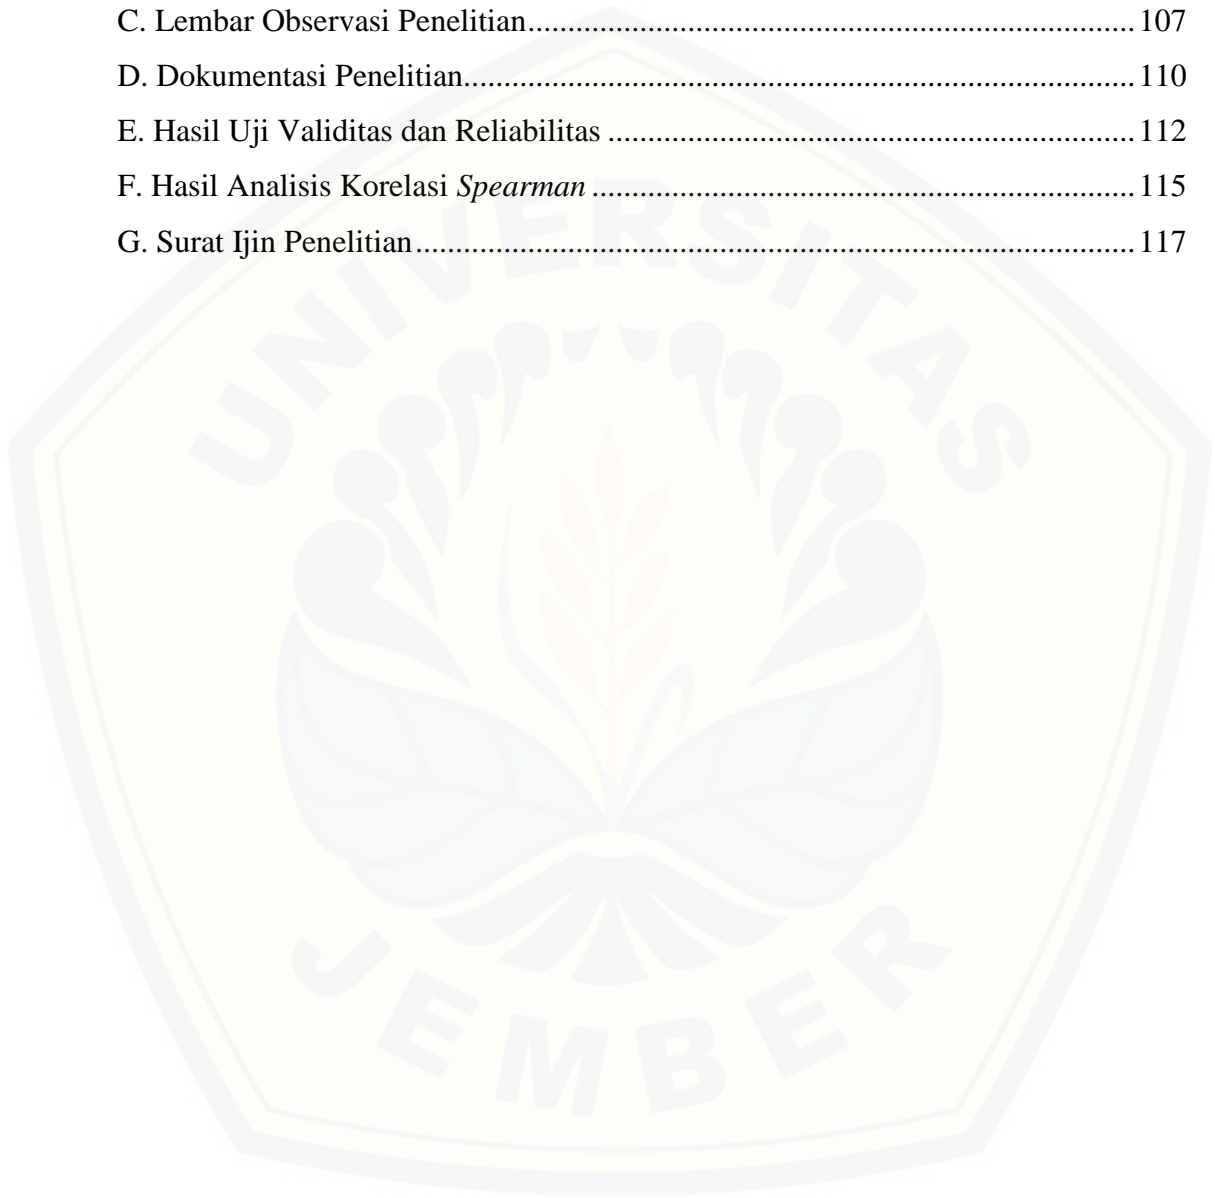 C. Lembar Observasi Penelitian.......................................................................... 107
D. Dokumentasi Penelitian.................................................................................. 110
E. Hasil Uji Validitas dan Reliabilitas ................................................................ 112
F. Hasil Analisis Korelasi Spearman .................................................................. 115
G. Surat Ijin Penelitian........................................................................................ 117
UNIVERSITAS
JEMBER